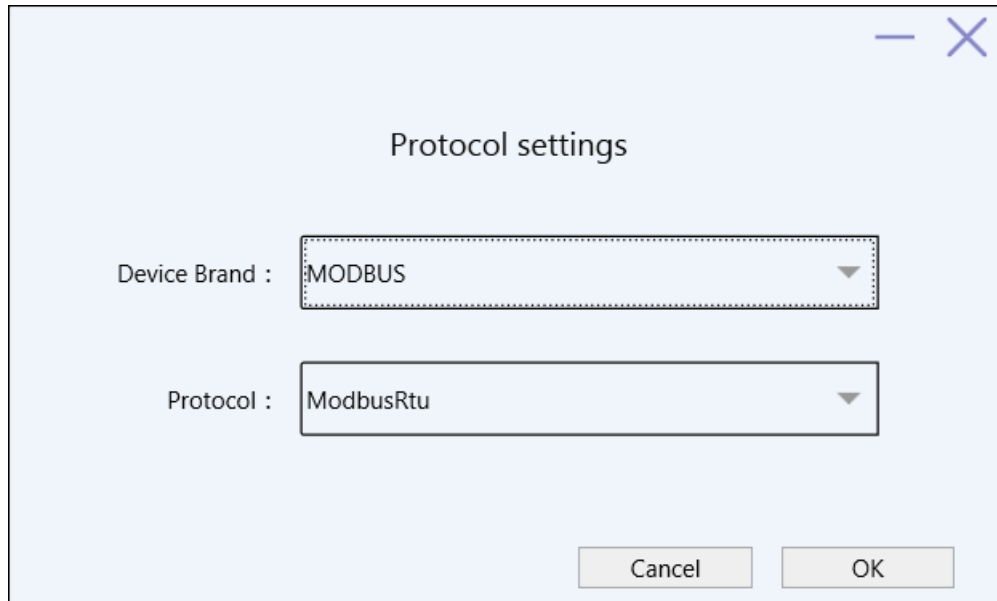 Protocol settings
Device Brand : MODBUS
Protocol : ModbusRtu
Cancel OK